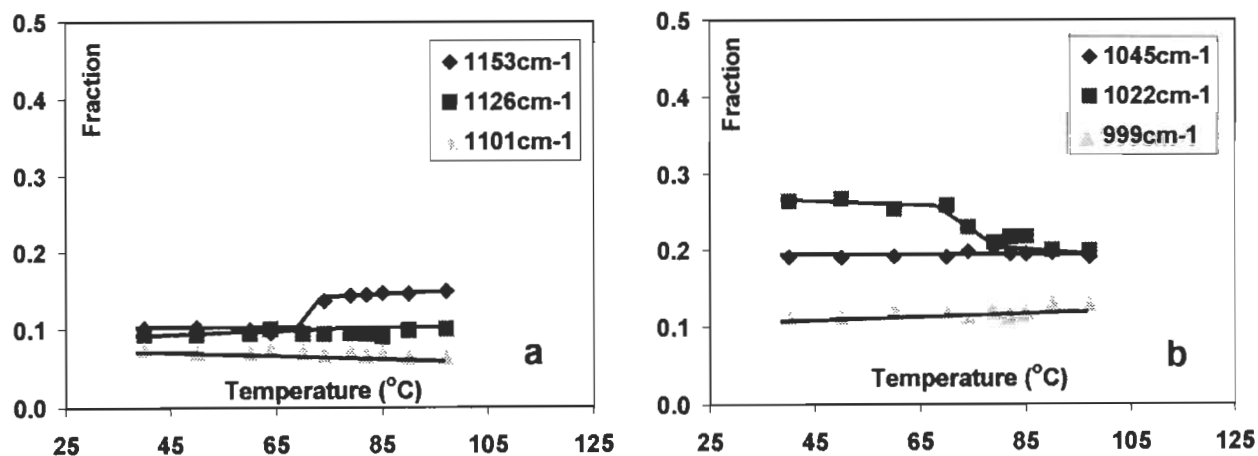 0.5
0.4
0.3
0.2
0.1
0.0
Fraction
1153cm-1
1126cm-1
1101cm-1
a
Temperature (°C)
25 45 65 85 105 125
0.5
0.4
0.3
0.2
0.1
0.0
Fraction
1045cm-1
1022cm-1
999cm-1
b
Temperature (°C)
25 45 65 85 105 125